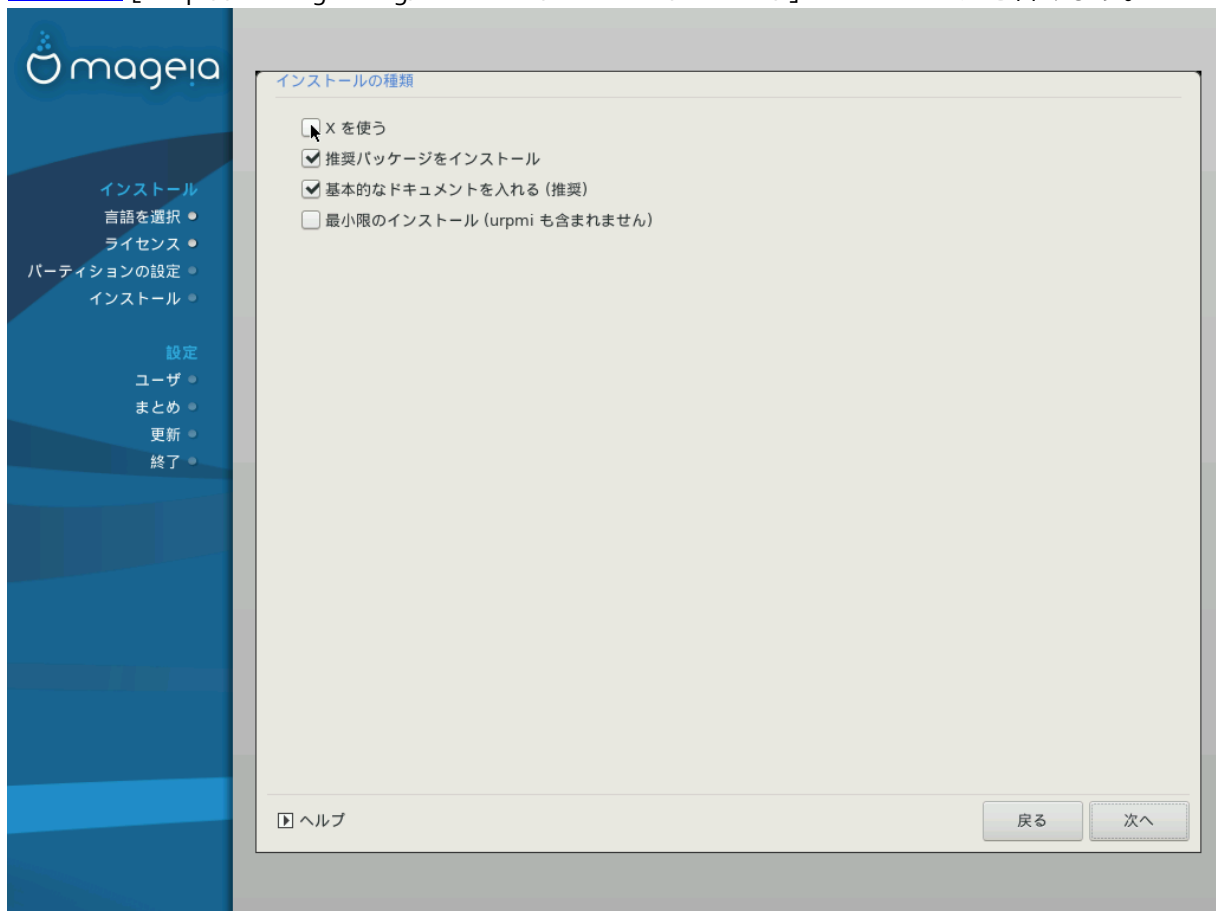 mageia
インストールの種類
X を使う
推奨パッケージをインストール
基本的なドキュメントを入れる (推奨)
最小限のインストール (urpmi も含まれません)
インストール
言語を選択
ライセンス
パーティションの設定
インストール
設定
ユーザ
まとめ
更新
終了
ヘルプ
戻る
次へ